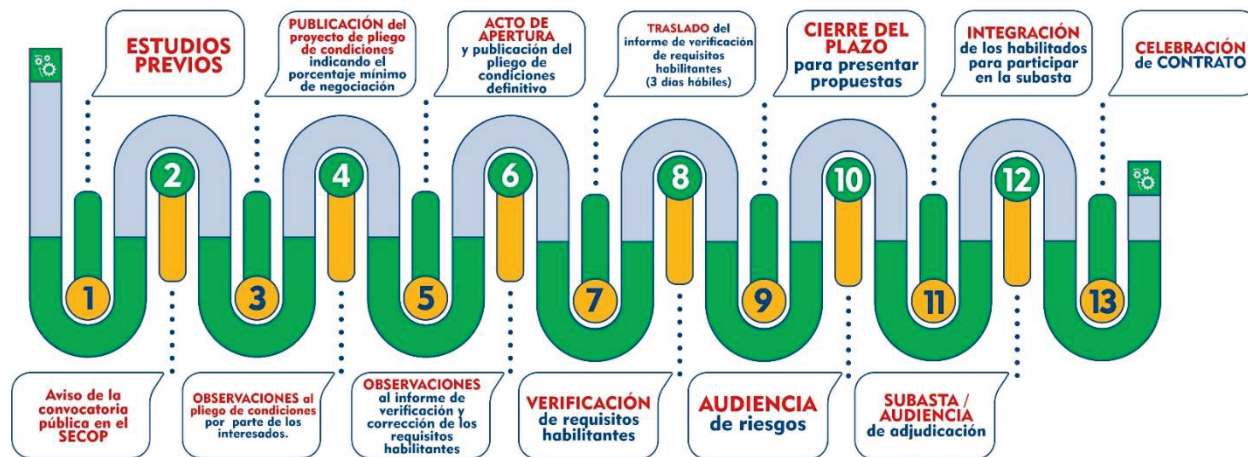 ESTUDIOS
PREVIOS
PUBLICACIÓN del
proyecto de pliego
de condiciones
indicando el
porcentaje mínimo
de negociación
ACTO DE
APERTURA
y publicación del
pliego de
condiciones
definitivo
TRASLADO del
informe de verificación
de requisitos
habilitantes
(3 días hábiles)
CIERRE DEL
PLAZO
para presentar
propuestas
INTEGRACIÓN
de los habilitados
para participar
en la subasta
CELEBRACIÓN
de CONTRATO
1
2
3
4
5
6
7
8
9
10
11
12
13
Aviso de la
convocatoria
pública en el
SECOP
OBSERVACIONES al
pliego de condiciones
por parte de los
interesados.
OBSERVACIONES
al informe de
verificación y
corrección de los
requisitos
habilitantes
VERIFICACIÓN
de requisitos
habilitantes
AUDIENCIA
de riesgos
SUBASTA /
AUDIENCIA
de adjudicación